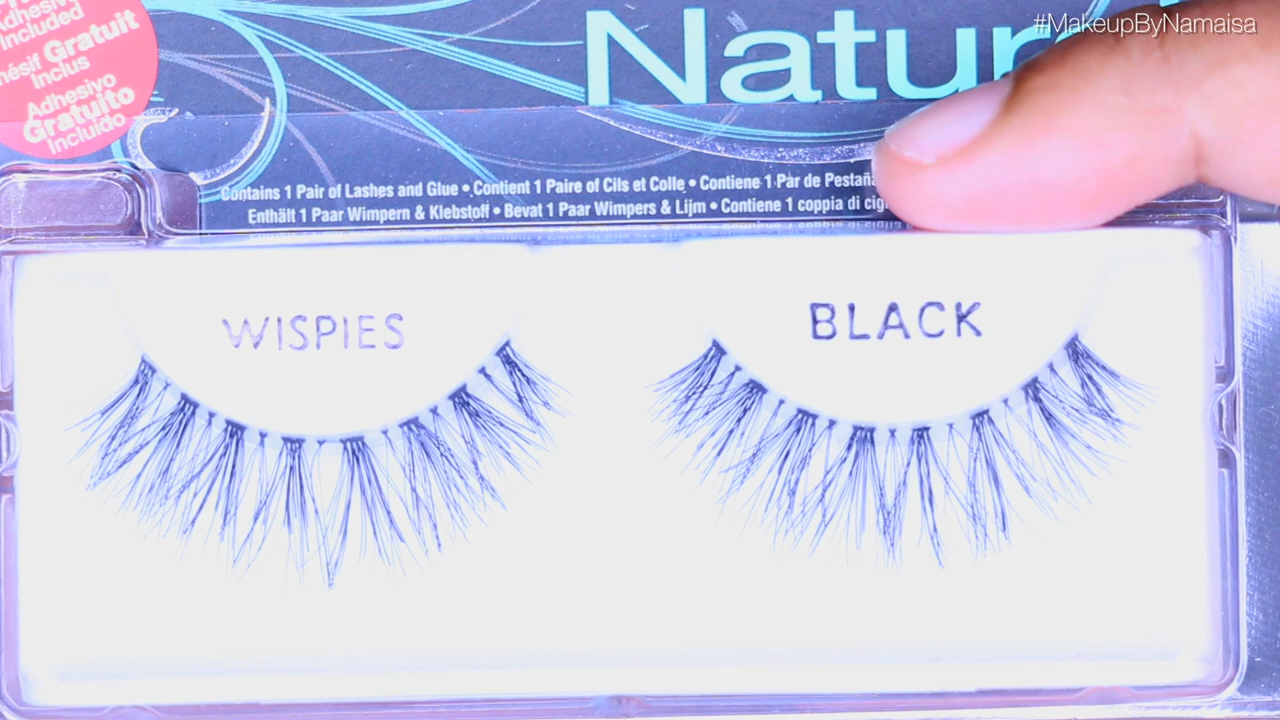 #MakeupByNamaisa
Natur
Adhesive
Included
Gratuit
Inclus
Adhesivo
Gratuito
Incluido
Contains 1 Pair of Lashes and Glue • Contient 1 Paire of Cils et Colle • Contiene 1 Par de Pestaña
Enthält 1 Paar Wimpern & Klebstoff • Bevat 1 Paar Wimpers & Lijm • Contiene 1 coppia di cig
WISPIES
BLACK